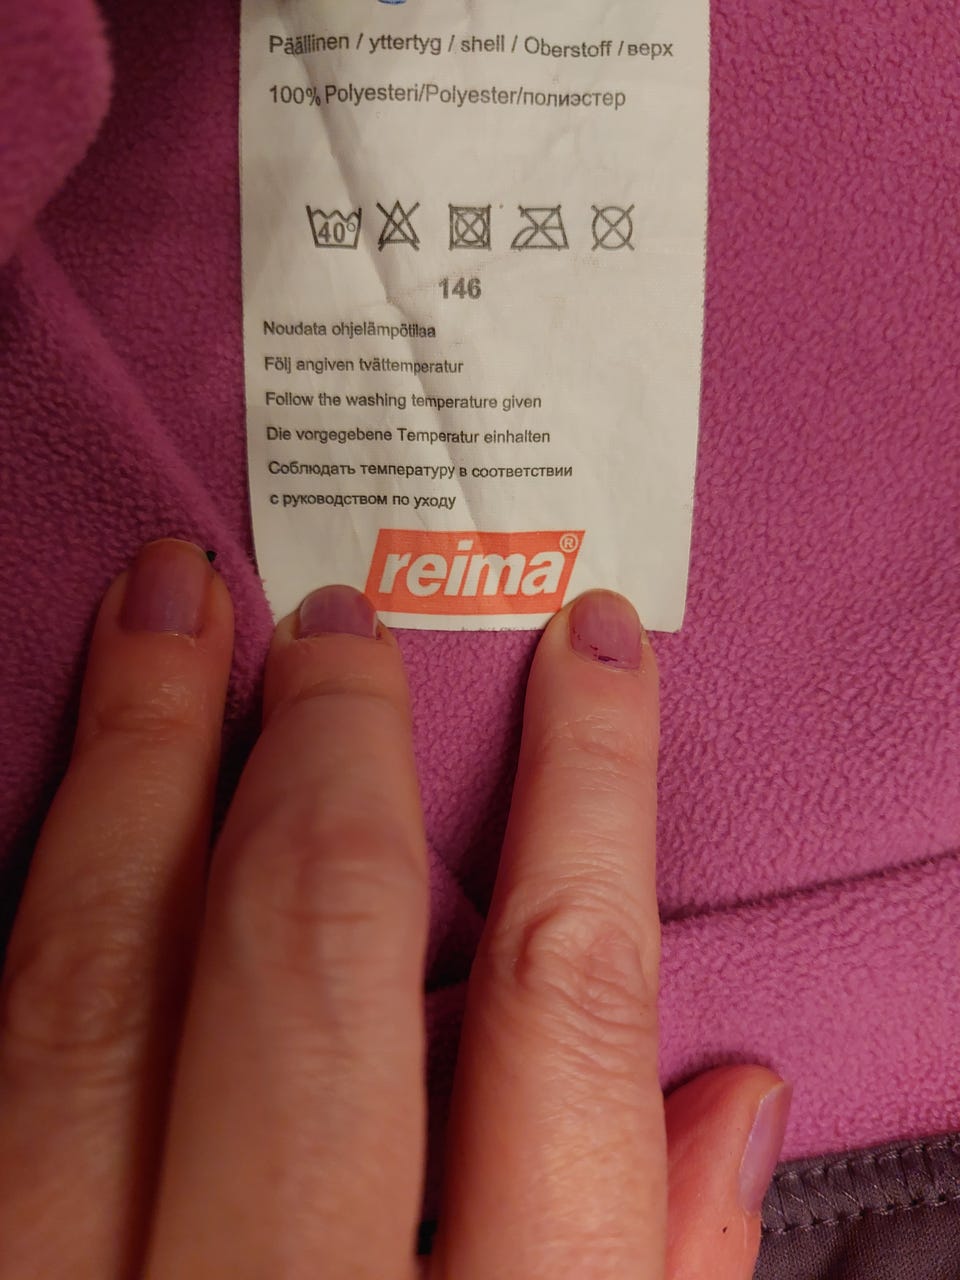 Päällinen / yttertyg / shell / Oberstoff / верх
100% Polyesteri/Polyester/полиэстер
40°
146
Noudata ohjelämpötilaa
Följ angiven tvättemperatur
Follow the washing temperature given
Die vorgegebene Temperatur einhalten
Соблюдать температуру в соответствии
с руководством по уходу
reima®